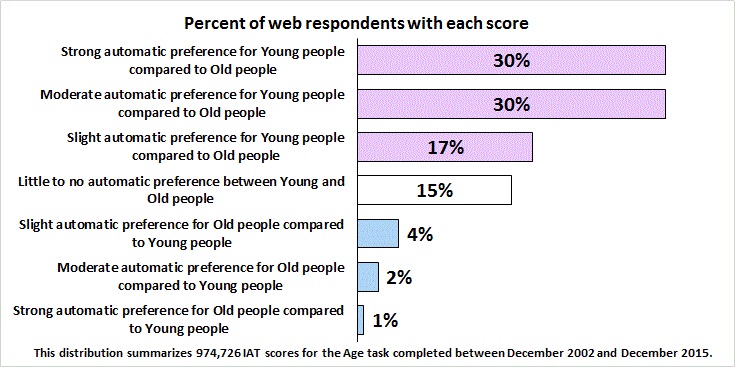 Percent of web respondents with each score
Strong automatic preference for Young people
compared to Old people
30%
Moderate automatic preference for Young people
compared to Old people
30%
Slight automatic preference for Young people
compared to Old people
17%
Little to no automatic preference between Young and
Old people
15%
Slight automatic preference for Old people compared
to Young people
4%
Moderate automatic preference for Old people
compared to Young people
2%
Strong automatic preference for Old people compared
to Young people
1%
This distribution summarizes 974,726 IAT scores for the Age task completed between December 2002 and December 2015.